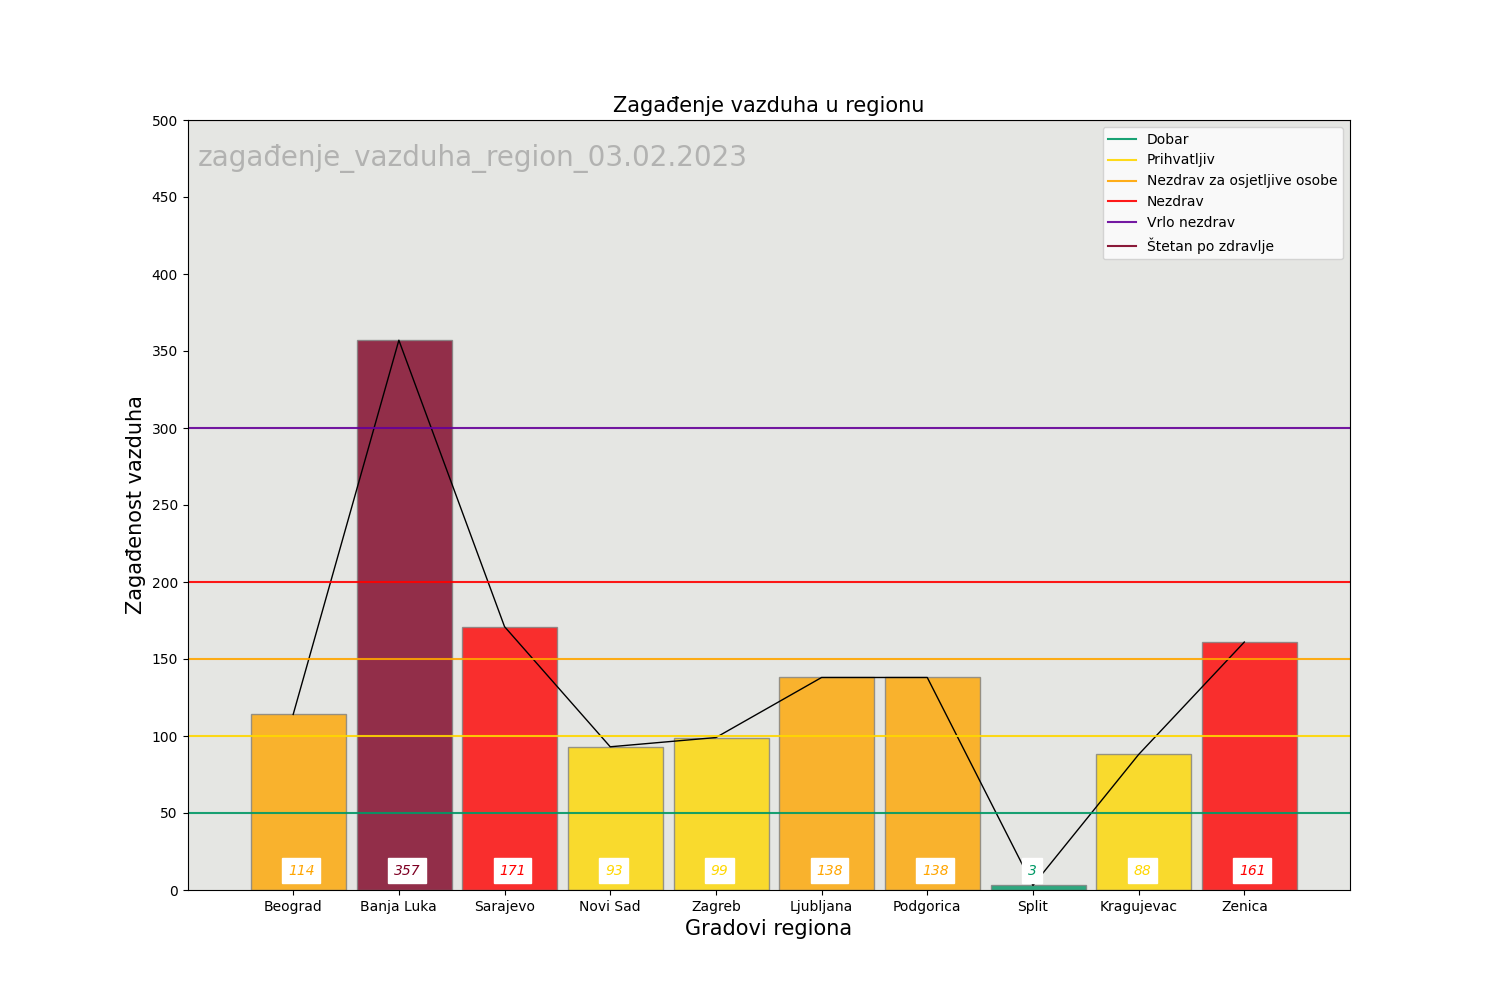 Zagađenje vazduha u regionu
zagađenje_vazduha_region_03.02.2023
Dobar
Prihvatljiv
Nezdrav za osjetljive osobe
Nezdrav
Vrlo nezdrav
Štetan po zdravlje
Zagađenost vazduha
500
450
400
350
300
250
200
150
100
50
0
114
357
171
93
99
138
138
3
88
161
Beograd
Banja Luka
Sarajevo
Novi Sad
Zagreb
Ljubljana
Podgorica
Split
Kragujevac
Zenica
Gradovi regiona